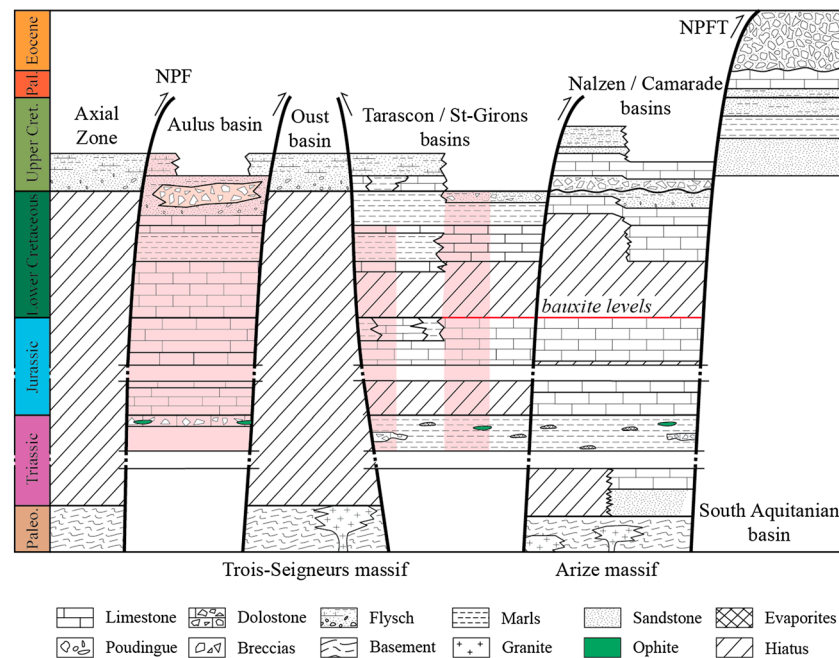 Eocene
Pal.
Upper Cret.
Lower Cretaceous
Jurassic
Triassic
Paleo.
Axial
Zone
NPF
Aulus basin
Oust
basin
Tarascon / St-Girons
basins
Nalzen / Camarade
basins
NPFT
bauxite levels
South Aquitanian
basin
Trois-Seigneurs massif
Arize massif
Limestone
Dolostone
Flysch
Marls
Sandstone
Evaporites
Poudingue
Breccias
Basement
Granite
Ophite
Hiatus